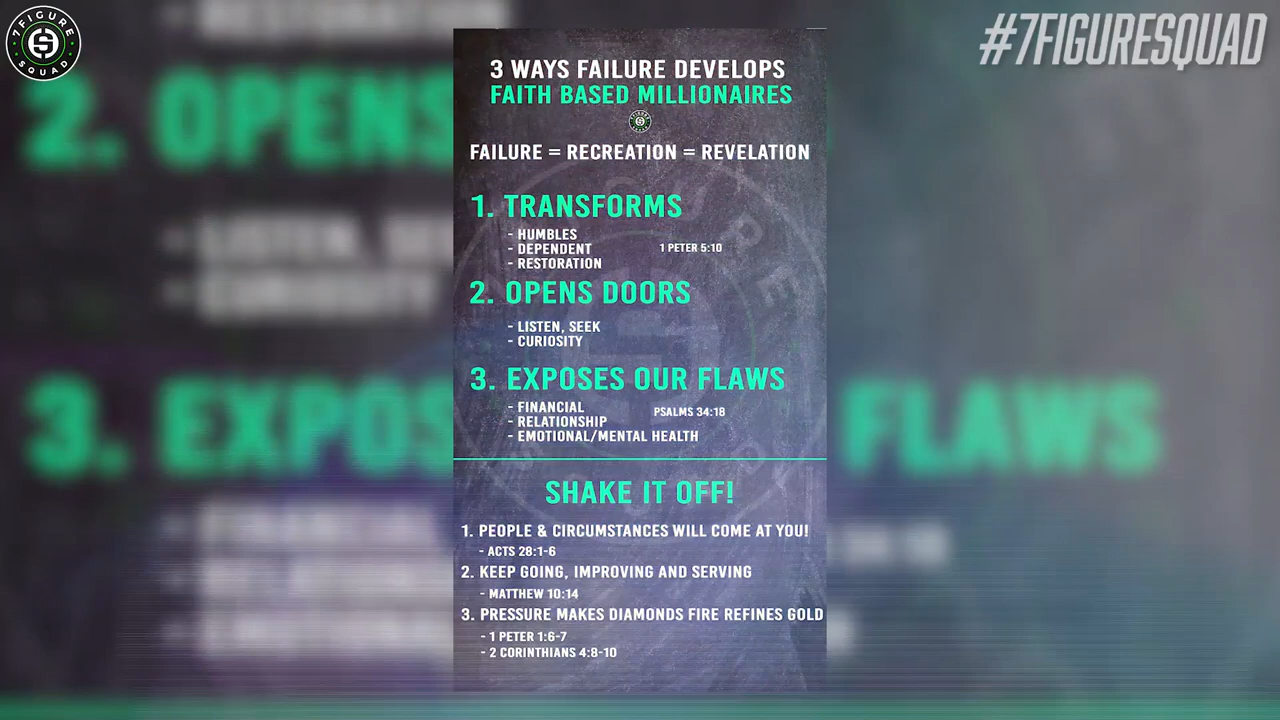 7FIGURE
SQUAD
#7FIGURESQUAD
3 WAYS FAILURE DEVELOPS
FAITH BASED MILLIONAIRES
FAILURE = RECREATION = REVELATION
1. TRANSFORMS
- HUMBLES
- DEPENDENT 1 PETER 5:10
- RESTORATION
2. OPENS DOORS
- LISTEN, SEEK
- CURIOSITY
3. EXPOSES OUR FLAWS
- FINANCIAL PSALMS 34:18
- RELATIONSHIP
- EMOTIONAL/MENTAL HEALTH
SHAKE IT OFF!
1. PEOPLE & CIRCUMSTANCES WILL COME AT YOU!
- ACTS 28:1-6
2. KEEP GOING, IMPROVING AND SERVING
- MATTHEW 10:14
3. PRESSURE MAKES DIAMONDS FIRE REFINES GOLD
- 1 PETER 1:6-7
- 2 CORINTHIANS 4:8-10